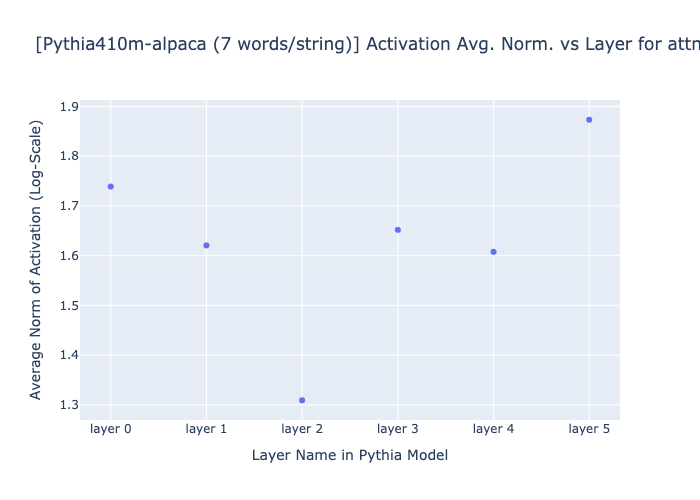 [Pythia410m-alpaca (7 words/string)] Activation Avg. Norm. vs Layer for attn
Average Norm of Activation (Log-Scale)
1.9
1.8
1.7
1.6
1.5
1.4
1.3
layer 0 layer 1 layer 2 layer 3 layer 4 layer 5
Layer Name in Pythia Model